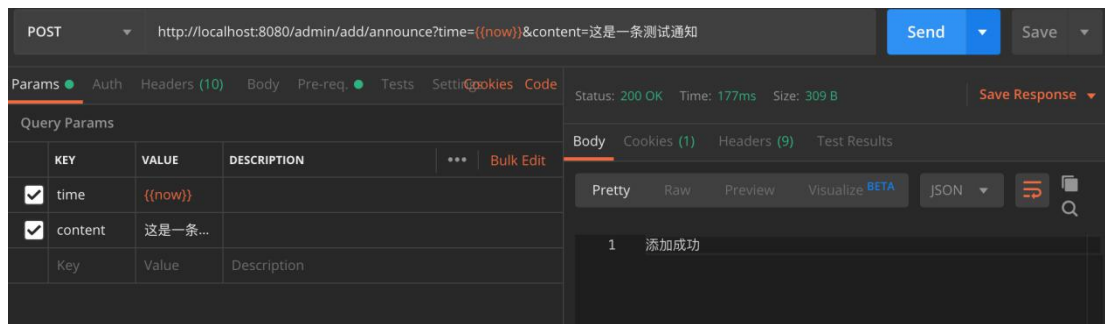 POST http://localhost:8080/admin/add/announce?time={{now}}&content=这是一条测试通知 Send Save
Params Auth Headers (10) Body Pre-req. Tests Settings Cookies Code
Query Params
KEY VALUE DESCRIPTION ••• Bulk Edit
time {{now}}
content 这是一条...
Key Value Description
Status: 200 OK Time: 177ms Size: 309 B Save Response
Body Cookies (1) Headers (9) Test Results
Pretty Raw Preview Visualize BETA JSON
1 添加成功